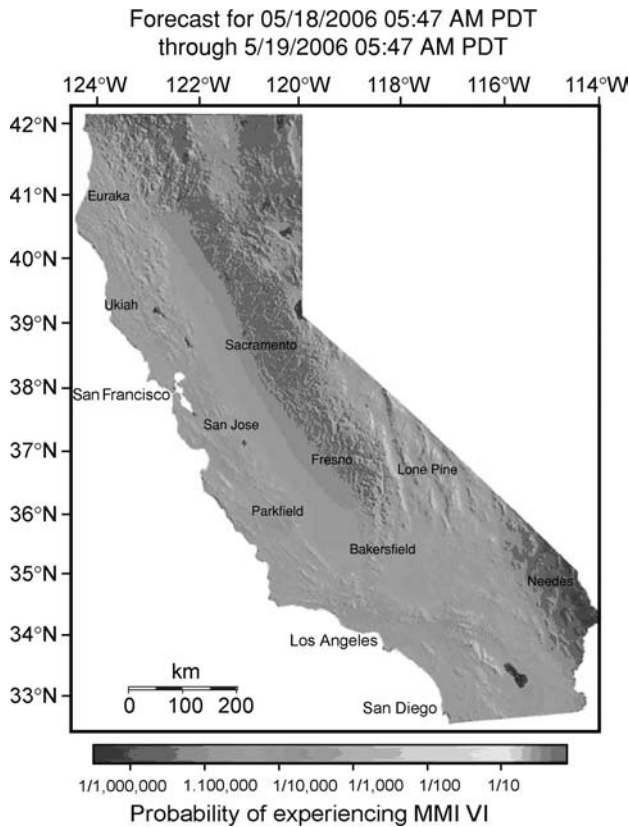 Forecast for 05/18/2006 05:47 AM PDT
through 5/19/2006 05:47 AM PDT
124°W 122°W 120°W 118°W 116°W 114°W
42°N
41°N
Euraka
40°N
Ukiah
39°N
Sacramento
38°N
San Francisco
San Jose
37°N
Fresno
Lone Pine
36°N
Parkfield
Bakersfield
35°N
Needes
34°N
Los Angeles
km
0 100 200
33°N
San Diego
1/1,000,000 1.100,000 1/10,000 1/1,000 1/100 1/10
Probability of experiencing MMI VI